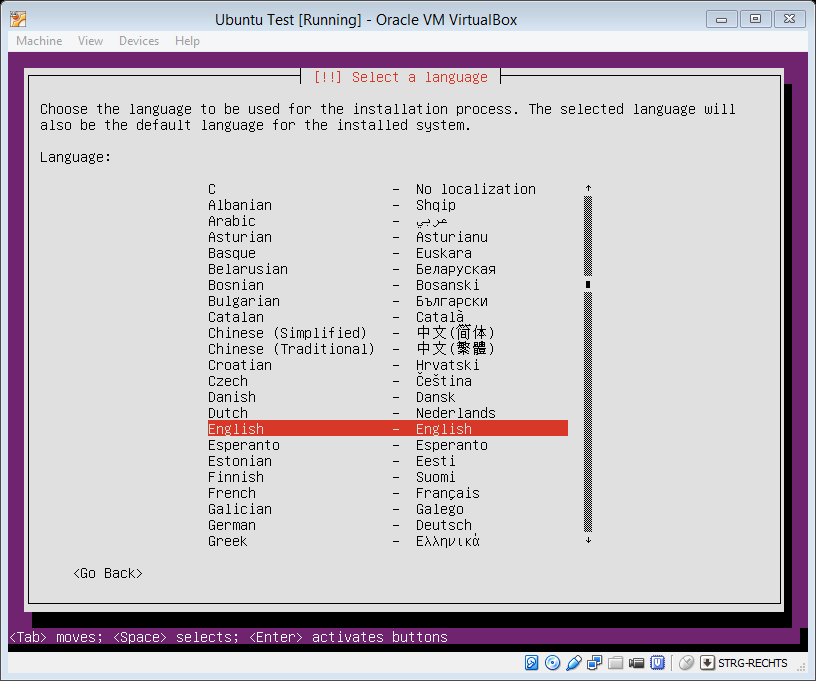 Ubuntu Test [Running] - Oracle VM VirtualBox
Machine View Devices Help
[!!] Select a language
Choose the language to be used for the installation process. The selected language will
also be the default language for the installed system.
Language:
C - No localization
Albanian - Shqip
Arabic - عربي
Asturian - Asturianu
Basque - Euskara
Belarusian - Беларуская
Bosnian - Bosanski
Bulgarian - Български
Catalan - Català
Chinese (Simplified) - 中文(简体)
Chinese (Traditional) - 中文(繁體)
Croatian - Hrvatski
Czech - Čeština
Danish - Dansk
Dutch - Nederlands
English - English
Esperanto - Esperanto
Estonian - Eesti
Finnish - Suomi
French - Français
Galician - Galego
German - Deutsch
Greek - Ελληνικά
<Go Back>
<Tab> moves; <Space> selects; <Enter> activates buttons
STRG-RECHTS